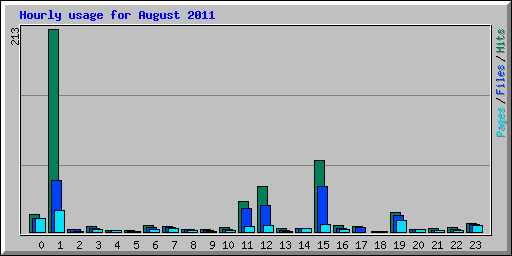 Hourly usage for August 2011
213
Pages/Files/Hits
0 1 2 3 4 5 6 7 8 9 10 11 12 13 14 15 16 17 18 19 20 21 22 23